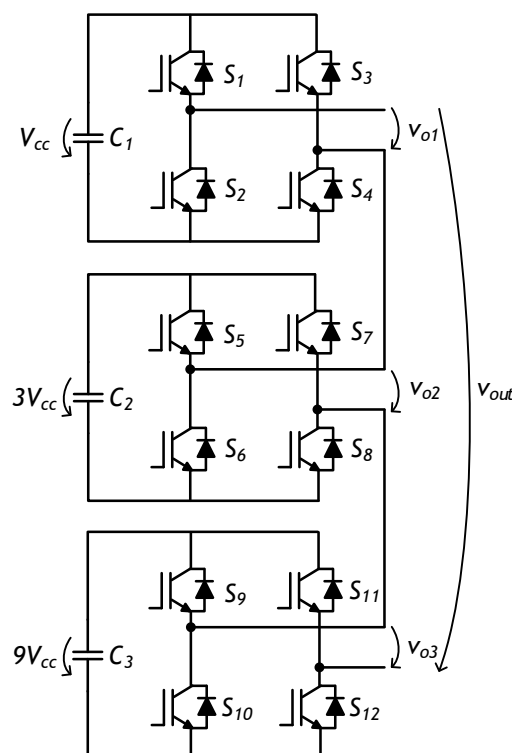 S1 S3
vo1
Vcc C1
S2 S4
S5 S7
vo2
vout
3Vcc C2
S6 S8
S9 S11
vo3
9Vcc C3
S10 S12